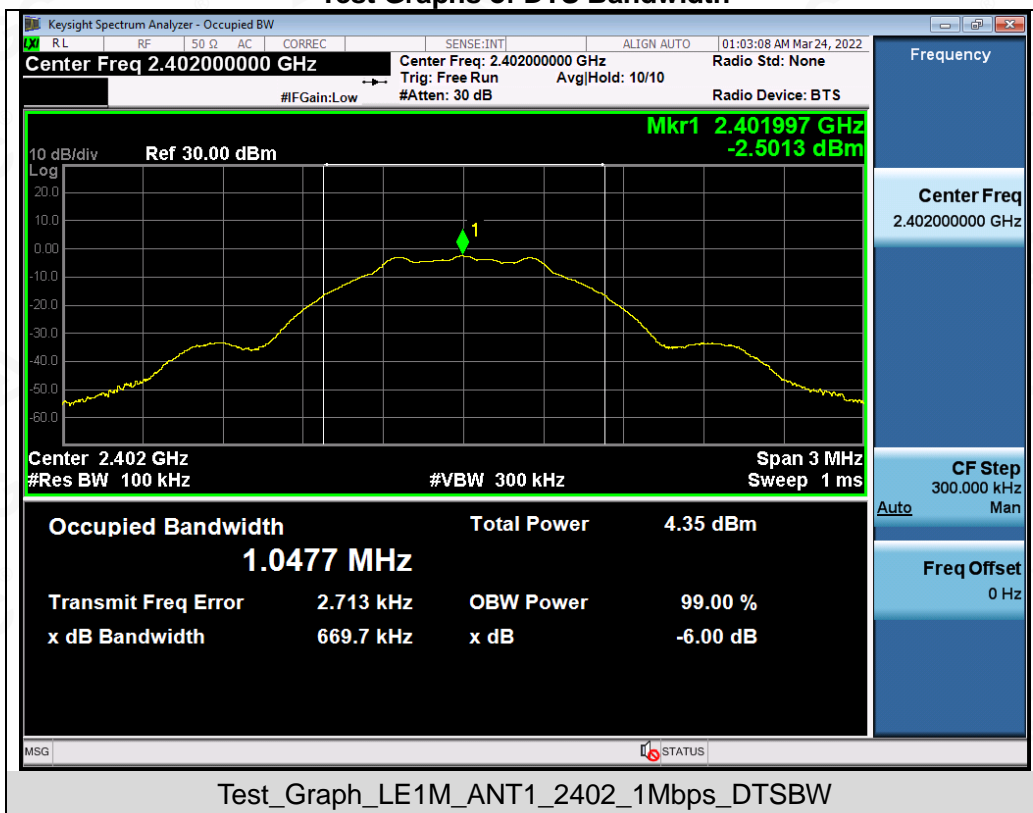 Test Graphs of DTS Bandwidth
Keysight Spectrum Analyzer - Occupied BW
LXI RL RF 50 Ω AC CORREC SENSE:INT ALIGN AUTO 01:03:08 AM Mar 24, 2022
Center Freq 2.402000000 GHz Center Freq: 2.402000000 GHz Radio Std: None
Trig: Free Run Avg|Hold: 10/10
#IFGain:Low #Atten: 30 dB Radio Device: BTS
Mkr1 2.401997 GHz
10 dB/div Ref 30.00 dBm -2.5013 dBm
Log
20.0
10.0
1
0.00
-10.0
-20.0
-30.0
-40.0
-50.0
-60.0
Center 2.402 GHz Span 3 MHz
#Res BW 100 kHz #VBW 300 kHz Sweep 1 ms
Occupied Bandwidth Total Power 4.35 dBm
1.0477 MHz
Transmit Freq Error 2.713 kHz OBW Power 99.00 %
x dB Bandwidth 669.7 kHz x dB -6.00 dB
MSG STATUS
Frequency
Center Freq
2.402000000 GHz
CF Step
300.000 kHz
Auto Man
Freq Offset
0 Hz
Test_Graph_LE1M_ANT1_2402_1Mbps_DTSBW